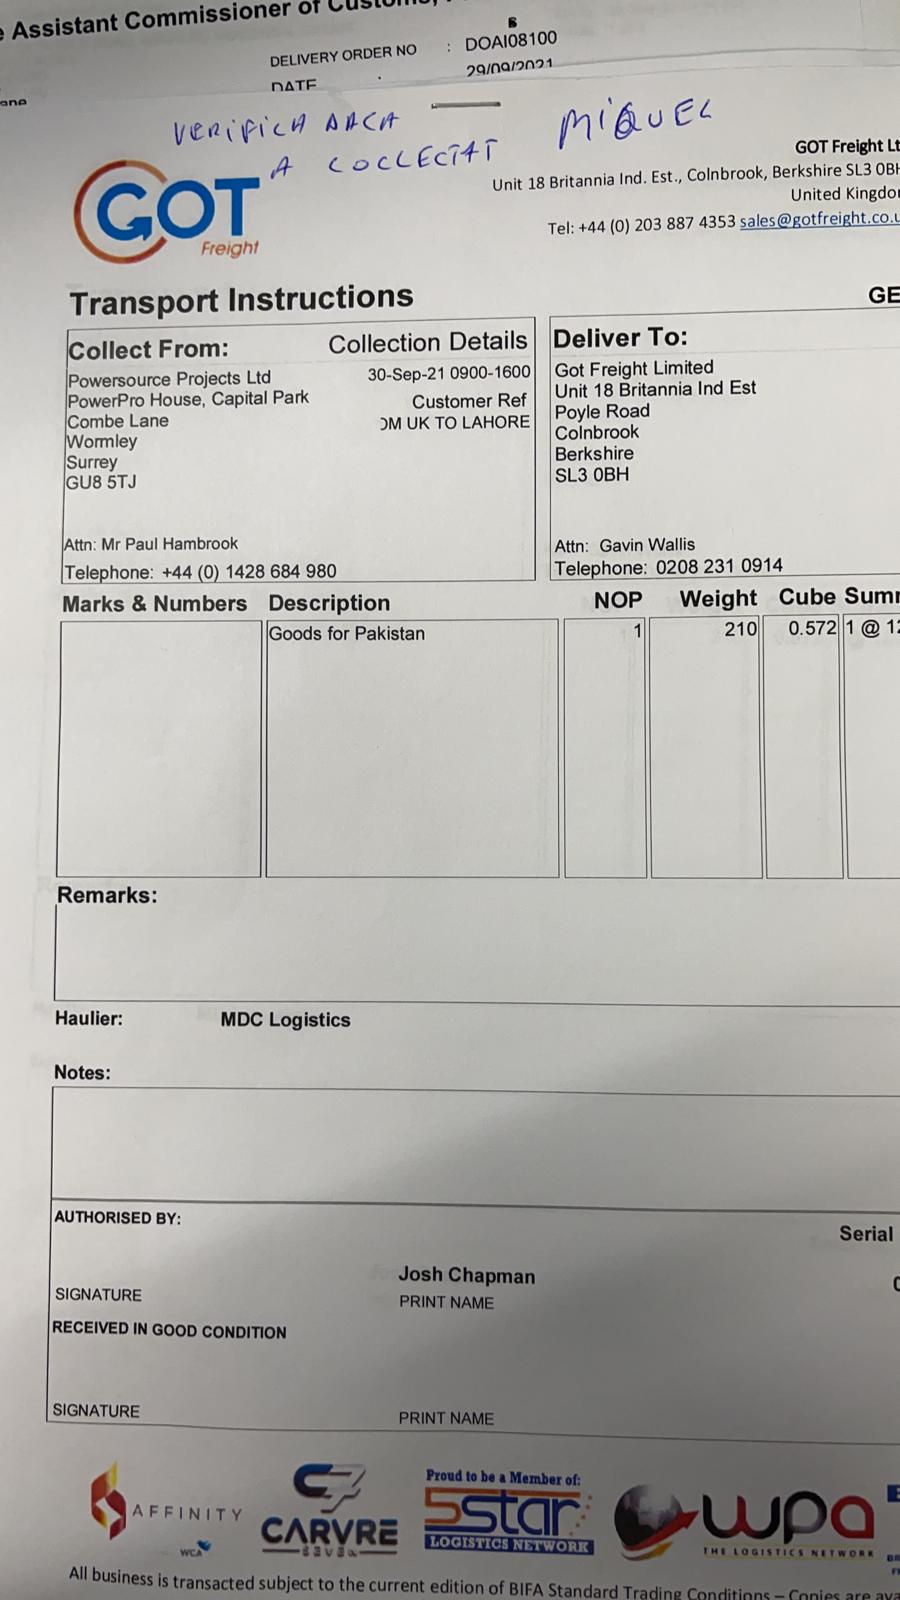 Assistant Commissioner of Customs,
DELIVERY ORDER NO : DOAI08100
DATE 29/09/2021
VERIFICA DACA MIQUEL
A COLLECTAT
GOT Freight Lt
Unit 18 Britannia Ind. Est., Colnbrook, Berkshire SL3 0BH
United Kingdo
Tel: +44 (0) 203 887 4353 sales@gotfreight.co.u
GOT
Freight
Transport Instructions
GE
Collect From: Collection Details
Powersource Projects Ltd 30-Sep-21 0900-1600
PowerPro House, Capital Park Customer Ref
Combe Lane OM UK TO LAHORE
Wormley
Surrey
GU8 5TJ
Attn: Mr Paul Hambrook
Telephone: +44 (0) 1428 684 980
Deliver To:
Got Freight Limited
Unit 18 Britannia Ind Est
Poyle Road
Colnbrook
Berkshire
SL3 0BH
Attn: Gavin Wallis
Telephone: 0208 231 0914
Marks & Numbers Description NOP Weight Cube Summ
Goods for Pakistan 1 210 0.572 1 @ 12
Remarks:
Haulier: MDC Logistics
Notes:
AUTHORISED BY:
Serial
Josh Chapman
SIGNATURE PRINT NAME
RECEIVED IN GOOD CONDITION
SIGNATURE PRINT NAME
AFFINITY
WCA
CARVRE
SEVEN
Proud to be a Member of:
5star
LOGISTICS NETWORK
wpa
THE LOGISTICS NETWORK
All business is transacted subject to the current edition of BIFA Standard Trading Conditions – Copies are ava